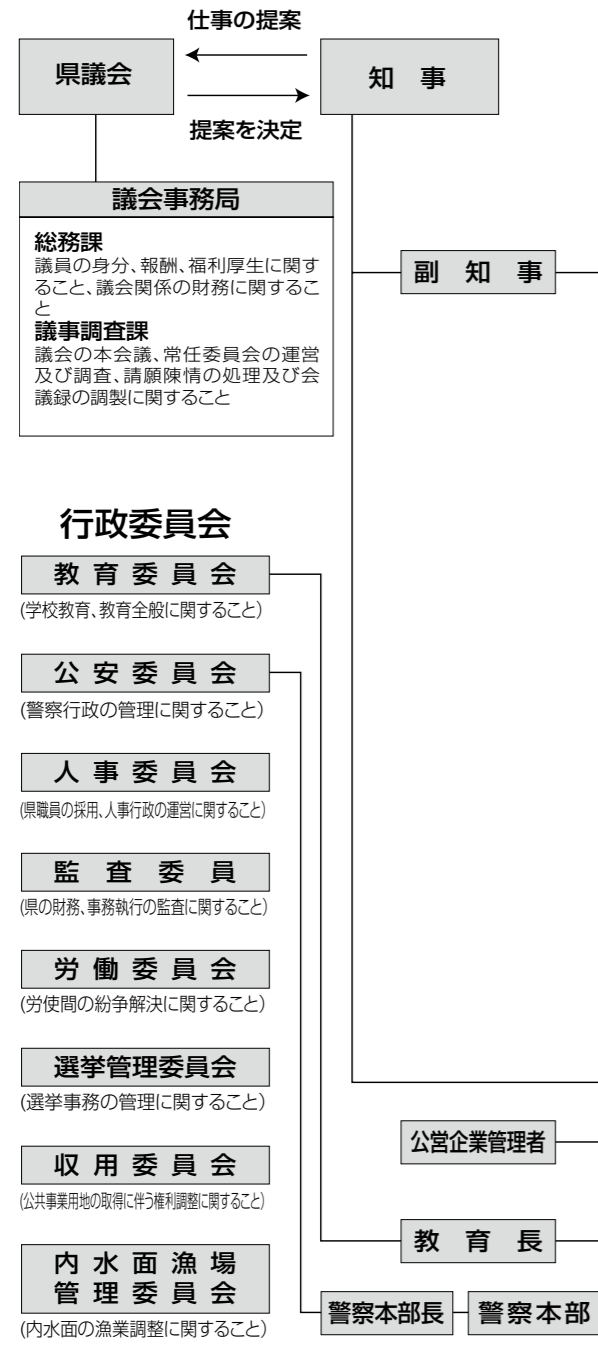 仕事の提案
県議会
知 事
提案を決定
議会事務局
総務課
議員の身分、報酬、福利厚生に関す
ること、議会関係の財務に関するこ
と
議事調査課
議会の本会議、常任委員会の運営
及び調査、請願陳情の処理及び会
議録の調製に関すること
副 知 事
行政委員会
教 育 委 員 会
(学校教育、教育全般に関すること)
公 安 委 員 会
(警察行政の管理に関すること)
人 事 委 員 会
(県職員の採用、人事行政の運営に関すること)
監 査 委 員
(県の財務、事務執行の監査に関すること)
労 働 委 員 会
(労使間の紛争解決に関すること)
選挙管理委員会
(選挙事務の管理に関すること)
収 用 委 員 会
(公共事業用地の取得に伴う権利調整に関すること)
内 水 面 漁 場
管 理 委 員 会
(内水面の漁業調整に関すること)
公営企業管理者
教 育 長
警察本部長
警察本部